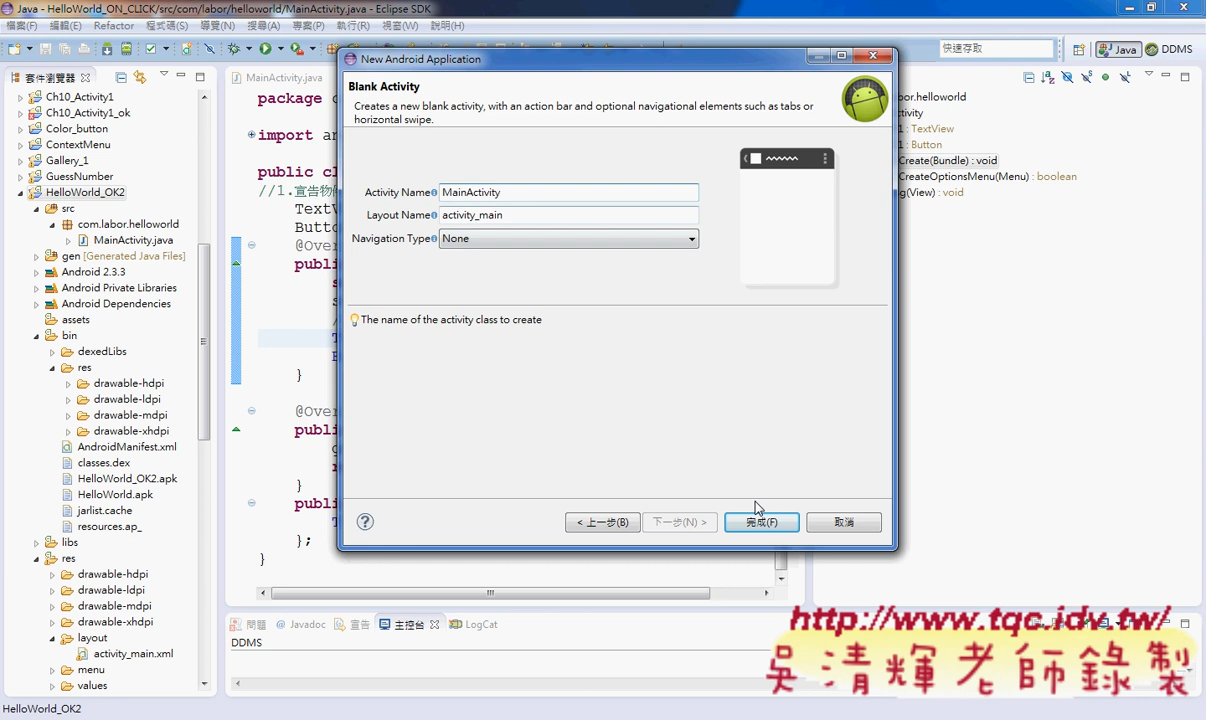 Java - HelloWorld_ON_CLICK/src/com/labor/helloworld/MainActivity.java - Eclipse SDK
檔案(F) 編輯(E) Refactor 程式碼(S) 導覽(N) 搜尋(A) 專案(P) 執行(R) 視窗(W) 說明(H)
快速存取
Java
DDMS
套件瀏覽器
Ch10_Activity1
Ch10_Activity1_ok
Color_button
ContextMenu
Gallery_1
GuessNumber
HelloWorld_OK2
src
com.labor.helloworld
MainActivity.java
gen [Generated Java Files]
Android 2.3.3
Android Private Libraries
Android Dependencies
assets
bin
dexedLibs
res
drawable-hdpi
drawable-ldpi
drawable-mdpi
drawable-xhdpi
AndroidManifest.xml
classes.dex
HelloWorld_OK2.apk
HelloWorld.apk
jarlist.cache
resources.ap_
libs
res
drawable-hdpi
drawable-ldpi
drawable-mdpi
drawable-xhdpi
layout
activity_main.xml
menu
values
MainActivity.java
package
import
public
//1.宣告物
@Over
}
@Over
}
};
}
New Android Application
Blank Activity
Creates a new blank activity, with an action bar and optional navigational elements such as tabs or
horizontal swipe.
Activity Name MainActivity
Layout Name activity_main
Navigation Type None
The name of the activity class to create
< 上一步(B) 下一步(N) > 完成(F) 取消
: TextView
: Button
Create(Bundle) : void
CreateOptionsMenu(Menu) : boolean
(View) : void
問題 @ Javadoc 宣告 主控台 LogCat
DDMS
http://www.tqc.idv.tw/
吳清輝老師錄製
HelloWorld_OK2